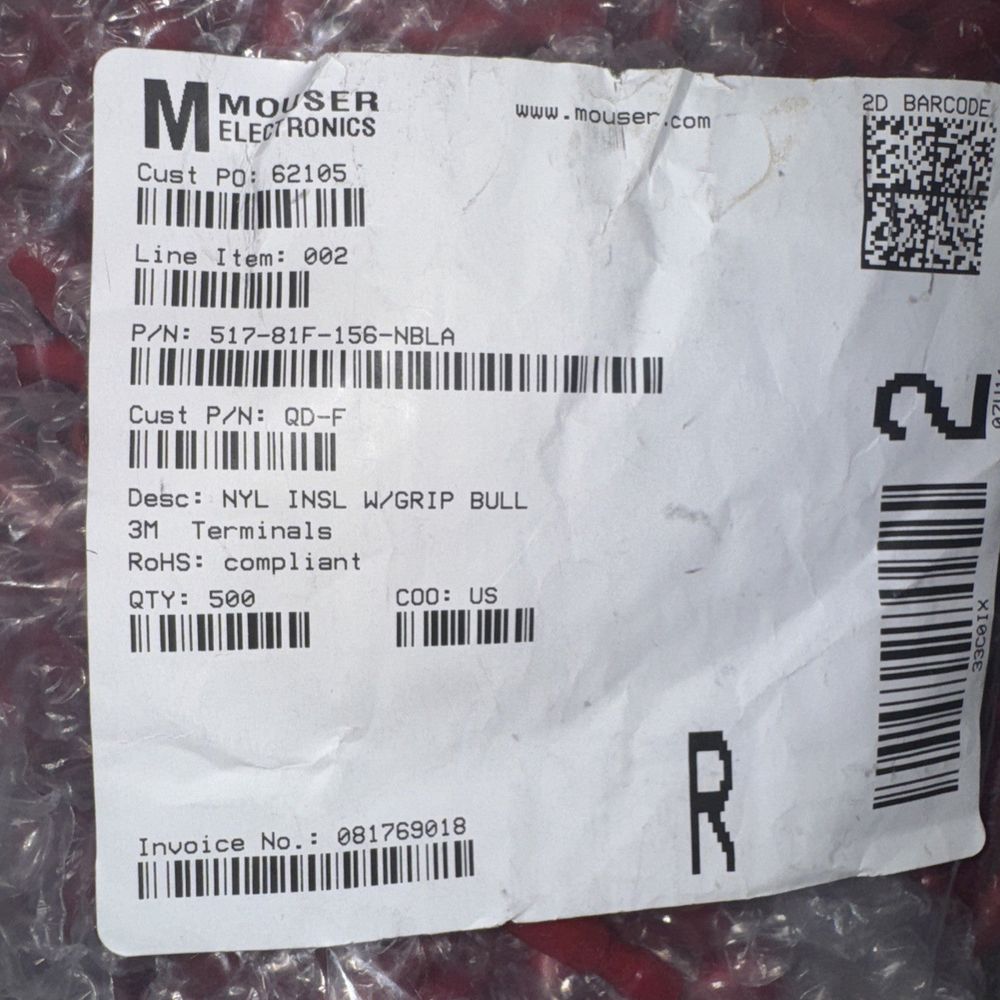 M MOUSER
ELECTRONICS
www.mouser.com
2D BARCODE
Cust PO: 62105
Line Item: 002
P/N: 517-81F-156-NBLA
Cust P/N: QD-F
Desc: NYL INSL W/GRIP BULL
3M Terminals
RoHS: compliant
QTY: 500
COO: US
Invoice No.: 081769018
R
2
33C0IX